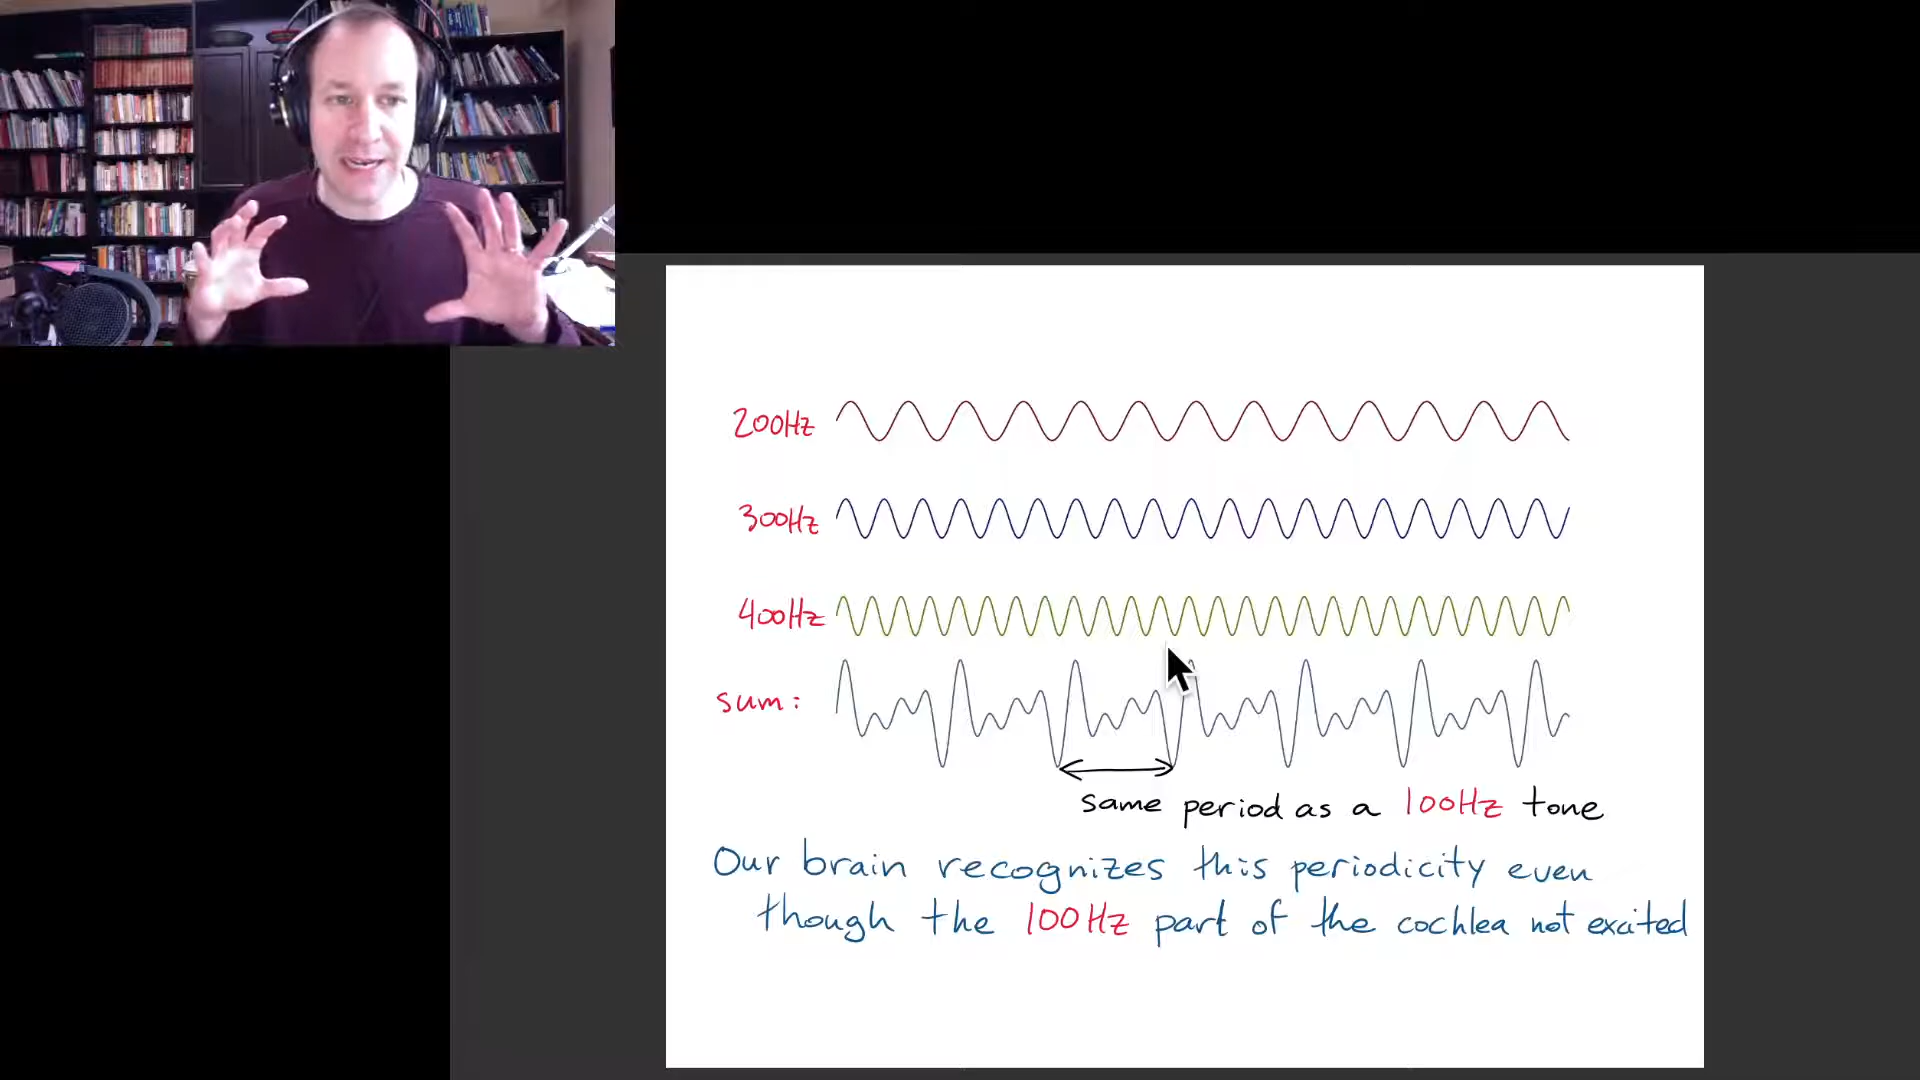 200Hz
300Hz
400Hz
sum:
same period as a 100Hz tone
Our brain recognizes this periodicity even
though the 100Hz part of the cochlea not excited